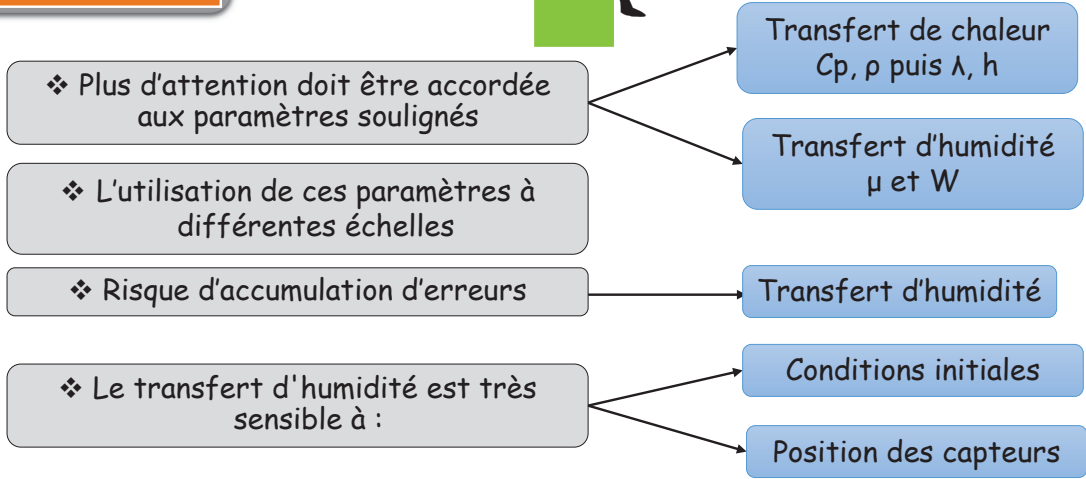 ❖ Plus d’attention doit être accordée
aux paramètres soulignés
Transfert de chaleur
Cp, ρ puis λ, h
Transfert d’humidité
μ et W
❖ L’utilisation de ces paramètres à
différentes échelles
❖ Risque d’accumulation d’erreurs
Transfert d’humidité
❖ Le transfert d'humidité est très
sensible à :
Conditions initiales
Position des capteurs